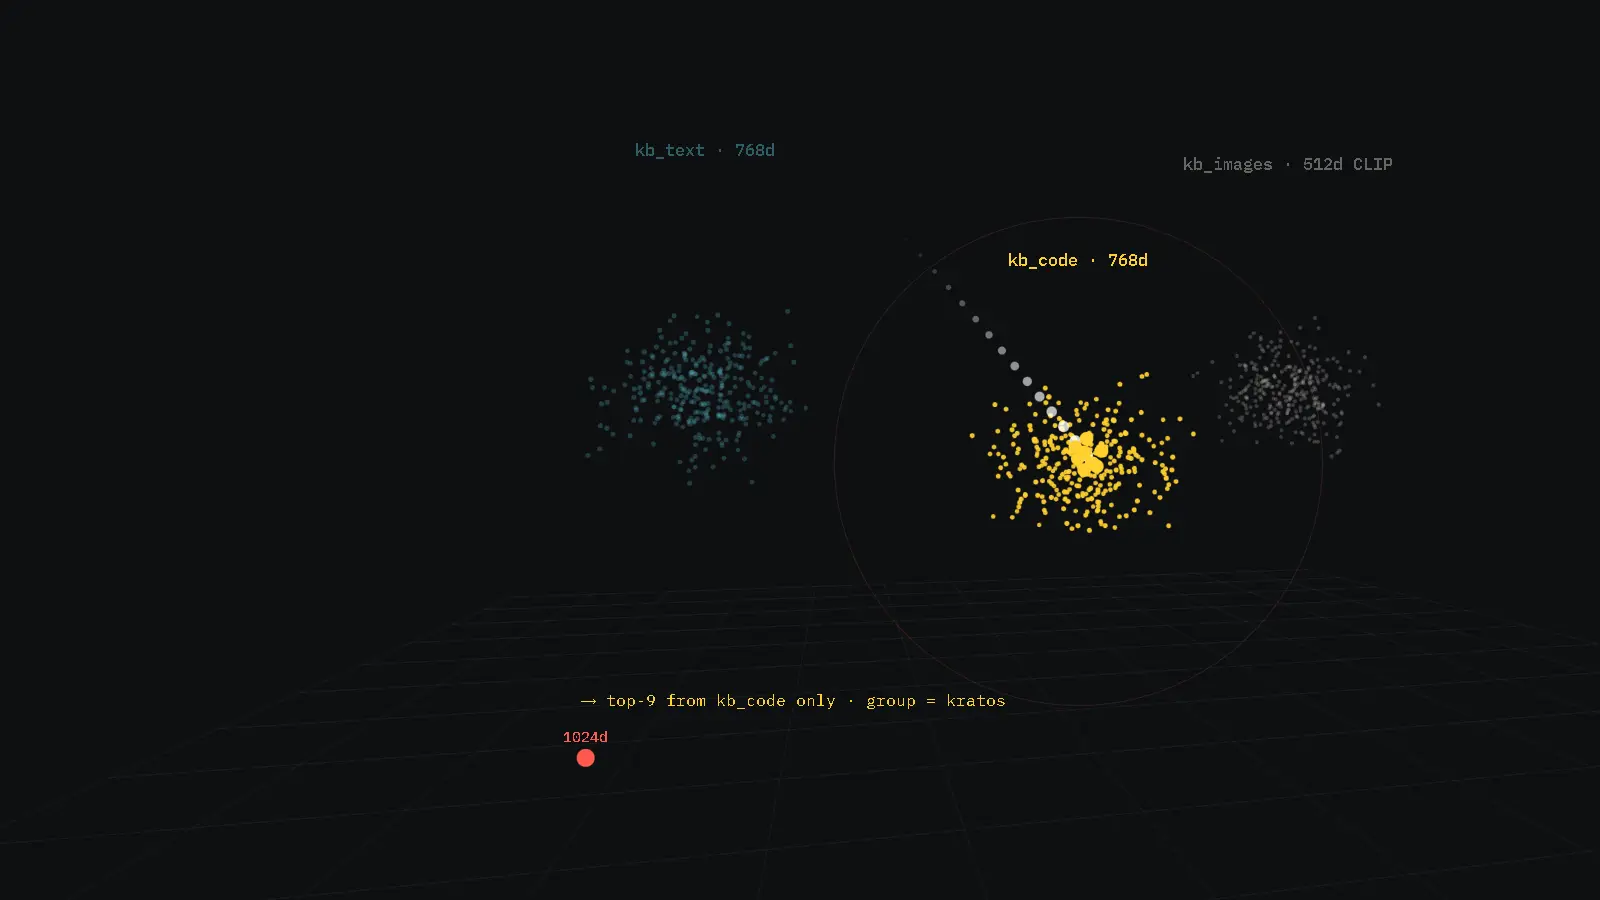 kb_text · 768d
kb_images · 512d CLIP
kb_code · 768d
→ top-9 from kb_code only · group = kratos
1024d